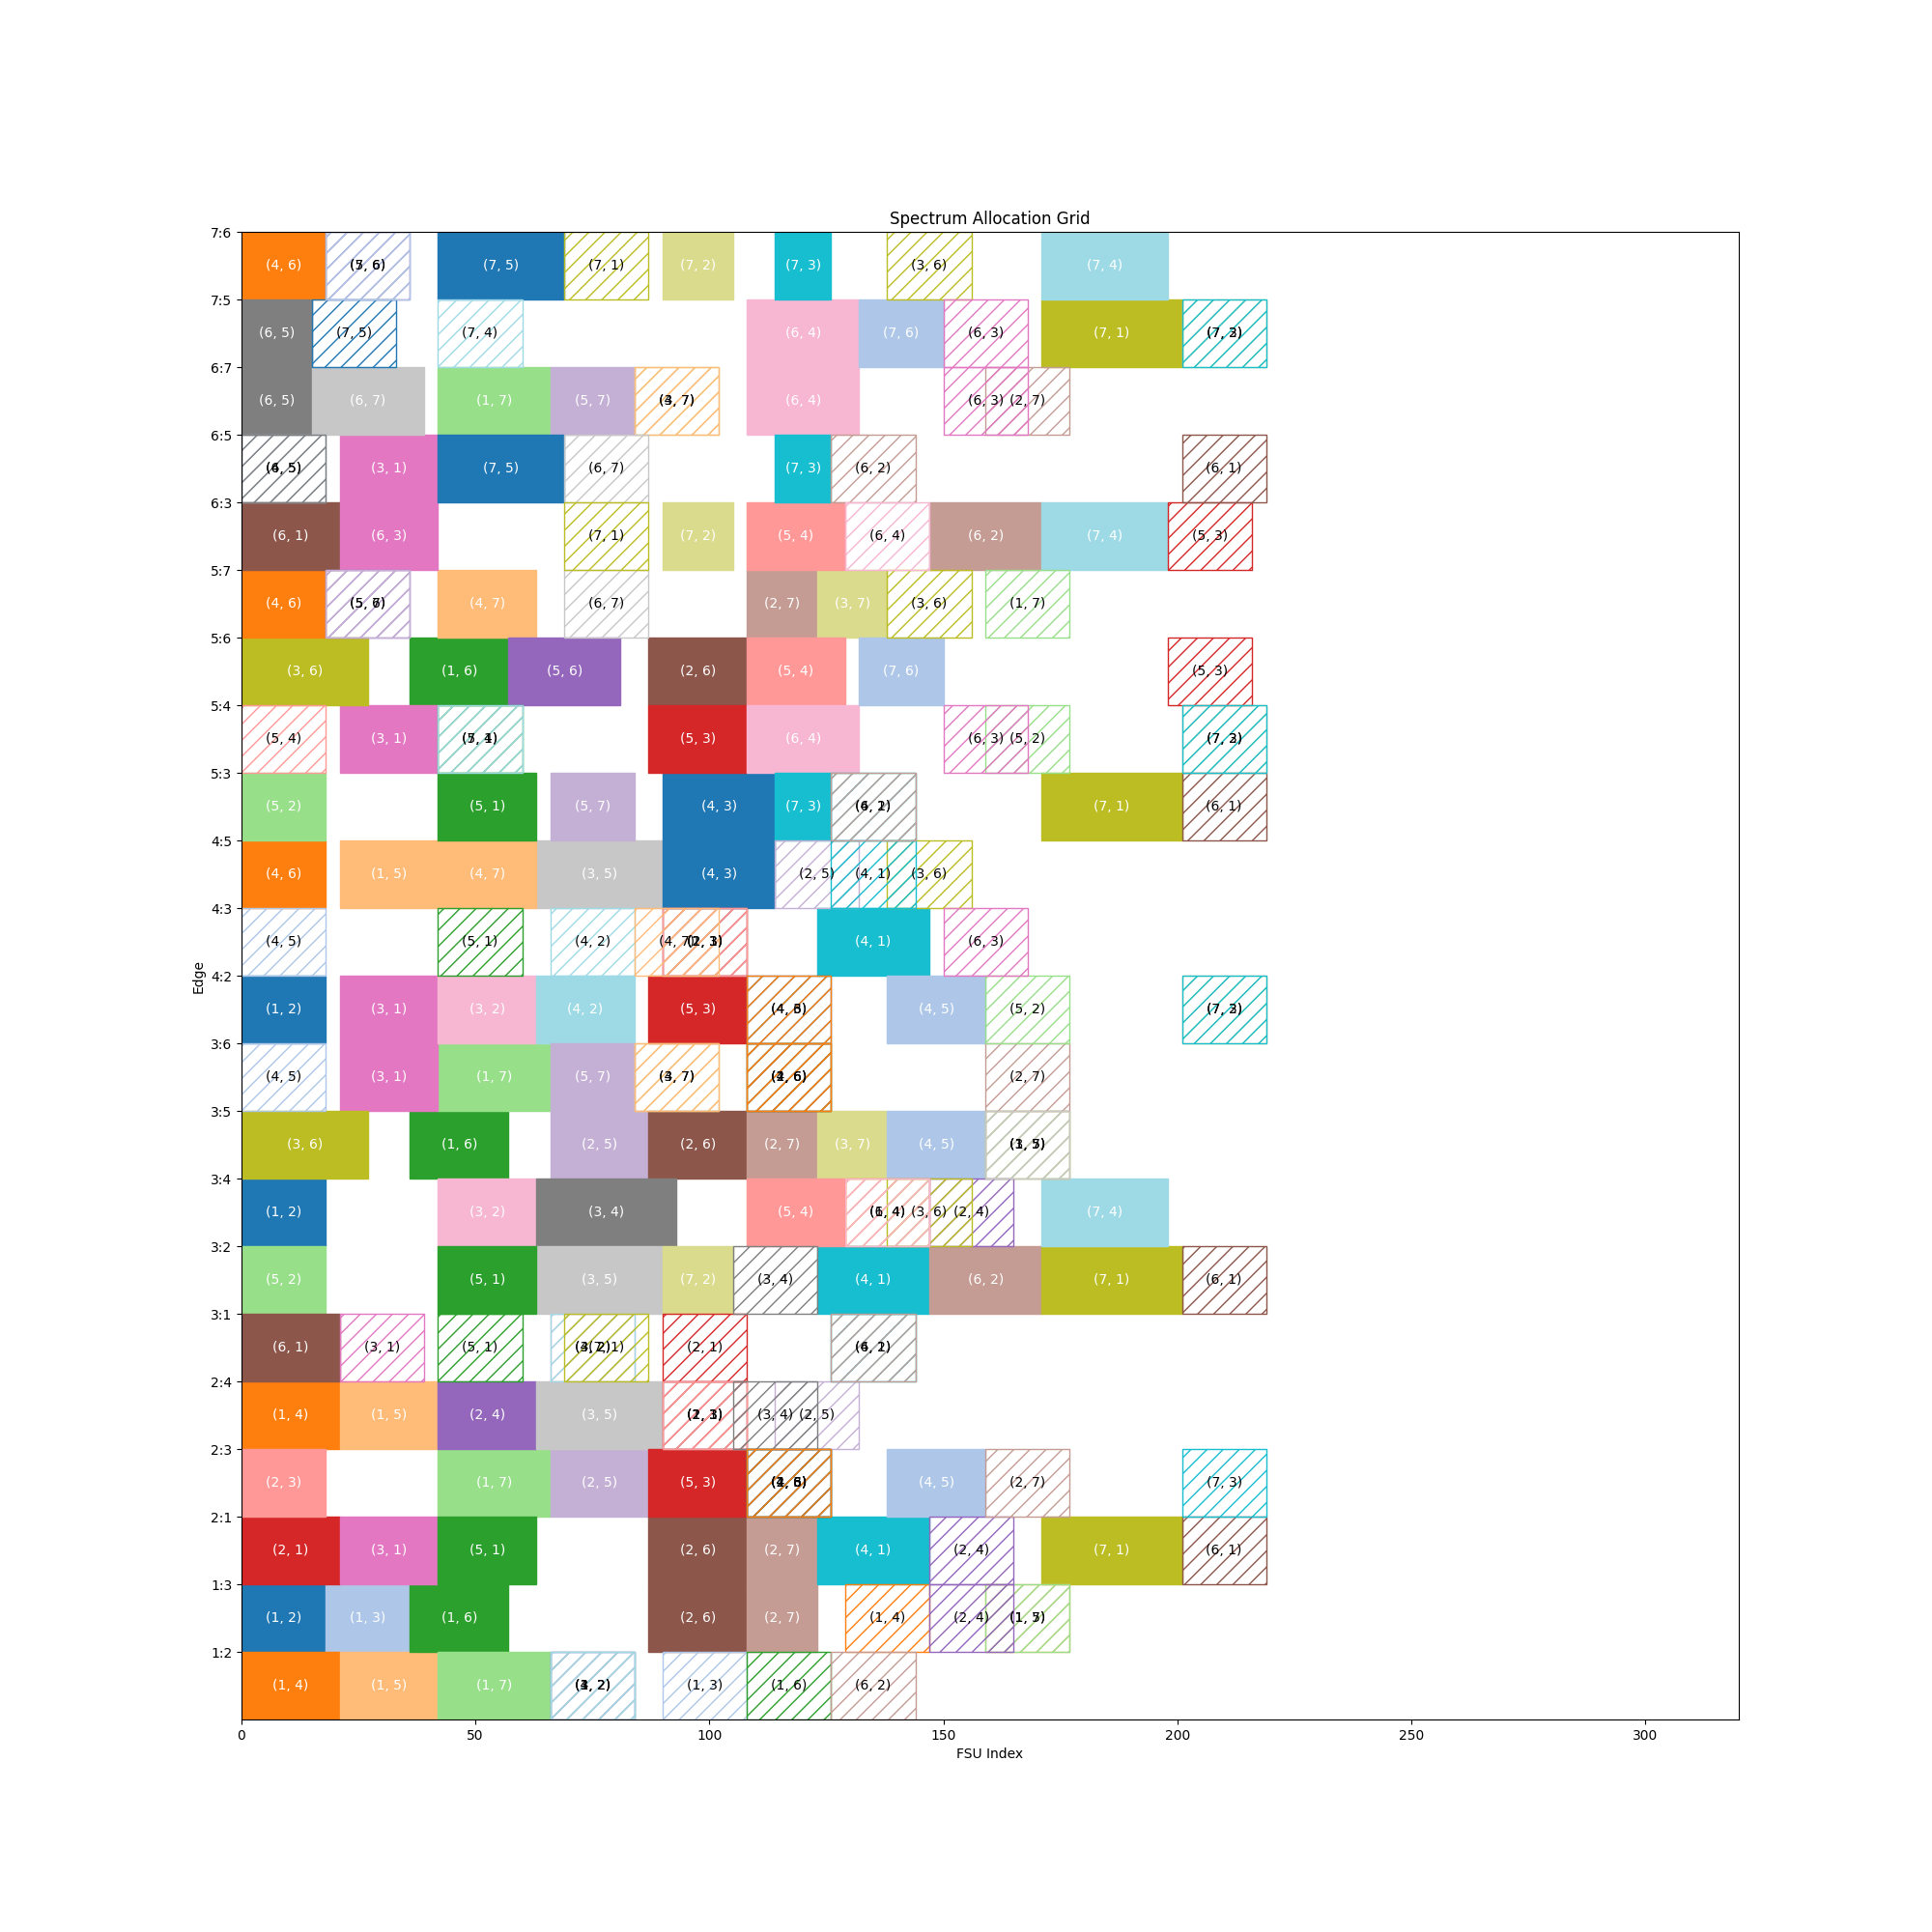 Spectrum Allocation Grid
7:6
(4, 6) (7, 5) (7, 1) (7, 2) (7, 3) (3, 6) (7, 4)
7:5
(6, 5) (7, 5) (7, 4) (6, 4) (7, 6) (6, 3) (7, 1)
6:7
(6, 5) (6, 7) (1, 7) (5, 7) (6, 4) (6, 3) (2, 7)
6:5
(3, 1) (7, 5) (6, 7) (7, 3) (6, 2) (6, 1)
6:3
(6, 1) (6, 3) (7, 1) (7, 2) (5, 4) (6, 4) (6, 2) (7, 4) (5, 3)
5:7
(4, 6) (4, 7) (6, 7) (2, 7) (3, 7) (3, 6) (1, 7)
5:6
(3, 6) (1, 6) (5, 6) (2, 6) (5, 4) (7, 6) (5, 3)
5:4
(5, 4) (3, 1) (5, 3) (6, 4) (6, 3) (5, 2)
5:3
(5, 2) (5, 1) (5, 7) (4, 3) (7, 3) (7, 1) (6, 1)
4:5
(4, 6) (1, 5) (4, 7) (3, 5) (4, 3) (2, 5) (4, 1) (3, 6)
4:3
(4, 5) (5, 1) (4, 2) (4, 1) (6, 3)
4:2
Edge
(1, 2) (3, 1) (3, 2) (4, 2) (5, 3) (4, 5) (5, 2)
3:6
(4, 5) (3, 1) (1, 7) (5, 7) (2, 7)
3:5
(3, 6) (1, 6) (2, 5) (2, 6) (2, 7) (3, 7) (4, 5)
3:4
(1, 2) (3, 2) (3, 4) (5, 4) (3, 6) (2, 4) (7, 4)
3:2
(5, 2) (5, 1) (3, 5) (7, 2) (3, 4) (4, 1) (6, 2) (7, 1) (6, 1)
3:1
(6, 1) (3, 1) (5, 1) (2, 1)
2:4
(1, 4) (1, 5) (2, 4) (3, 5) (3, 4) (2, 5)
2:3
(2, 3) (1, 7) (2, 5) (5, 3) (4, 5) (2, 7) (7, 3)
2:1
(2, 1) (3, 1) (5, 1) (2, 6) (2, 7) (4, 1) (2, 4) (7, 1) (6, 1)
1:3
(1, 2) (1, 3) (1, 6) (2, 6) (2, 7) (1, 4) (2, 4)
1:2
(1, 4) (1, 5) (1, 7) (1, 3) (1, 6) (6, 2)
0 50 100 150 200 250 300
FSU Index